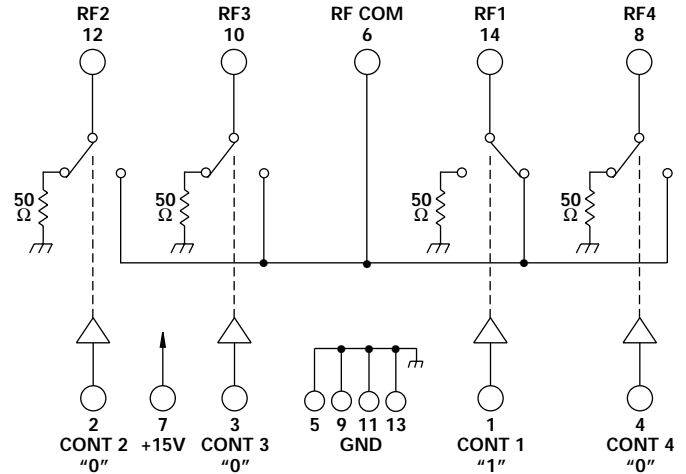 RF2 RF3 RF COM RF1 RF4
12 10 6 14 8
50 Ω 50 Ω 50 Ω 50 Ω
2 7 3 5 9 11 13 1 4
CONT 2 +15V CONT 3 GND CONT 1 CONT 4
“0” “0” “1” “0”